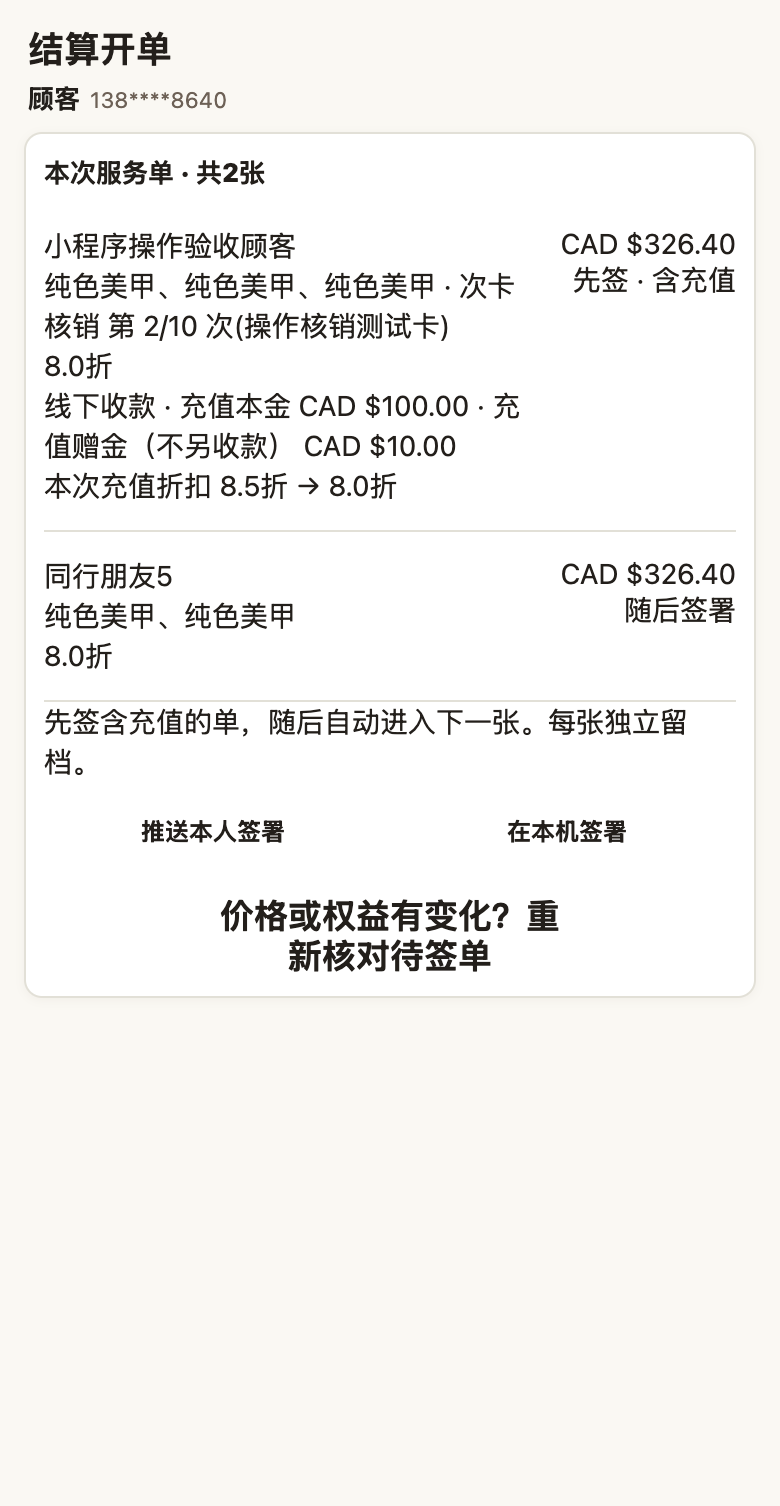 结算开单
顾客 138****8640
本次服务单 · 共2张
小程序操作验收顾客
CAD $326.40
纯色美甲、纯色美甲、纯色美甲 · 次卡
先签 · 含充值
核销 第 2/10 次(操作核销测试卡)
8.0折
线下收款 · 充值本金 CAD $100.00 · 充
值赠金（不另收款） CAD $10.00
本次充值折扣 8.5折 → 8.0折
同行朋友5
CAD $326.40
纯色美甲、纯色美甲
随后签署
8.0折
先签含充值的单，随后自动进入下一张。每张独立留
档。
推送本人签署
在本机签署
价格或权益有变化？重
新核对待签单